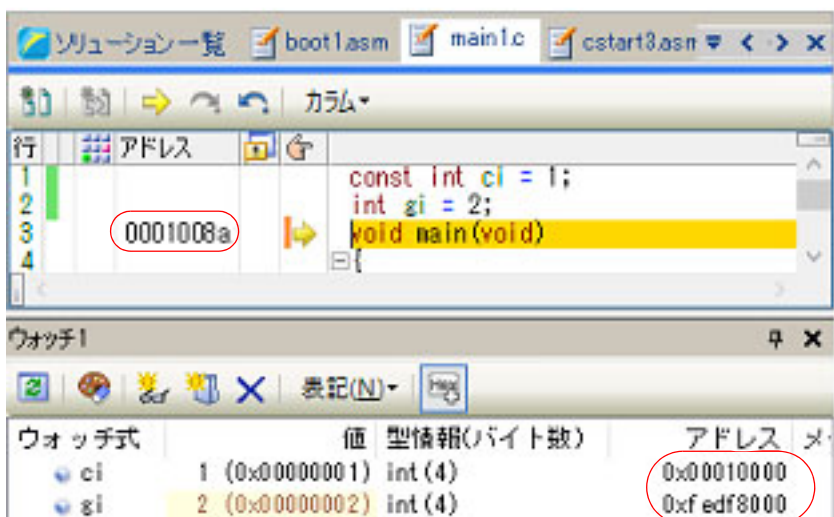 ソリューション一覧 boot1.asm main1.c cstart3.asm
カラム
行 アドレス
1 const int ci = 1;
2 int gi = 2;
3 0001008a void main(void)
4 {
ウォッチ1
表記(N) Hex
ウォッチ式 値 型情報(バイト数) アドレス メ
ci 1 (0x00000001) int(4) 0x00010000
gi 2 (0x00000002) int(4) 0xfedf8000